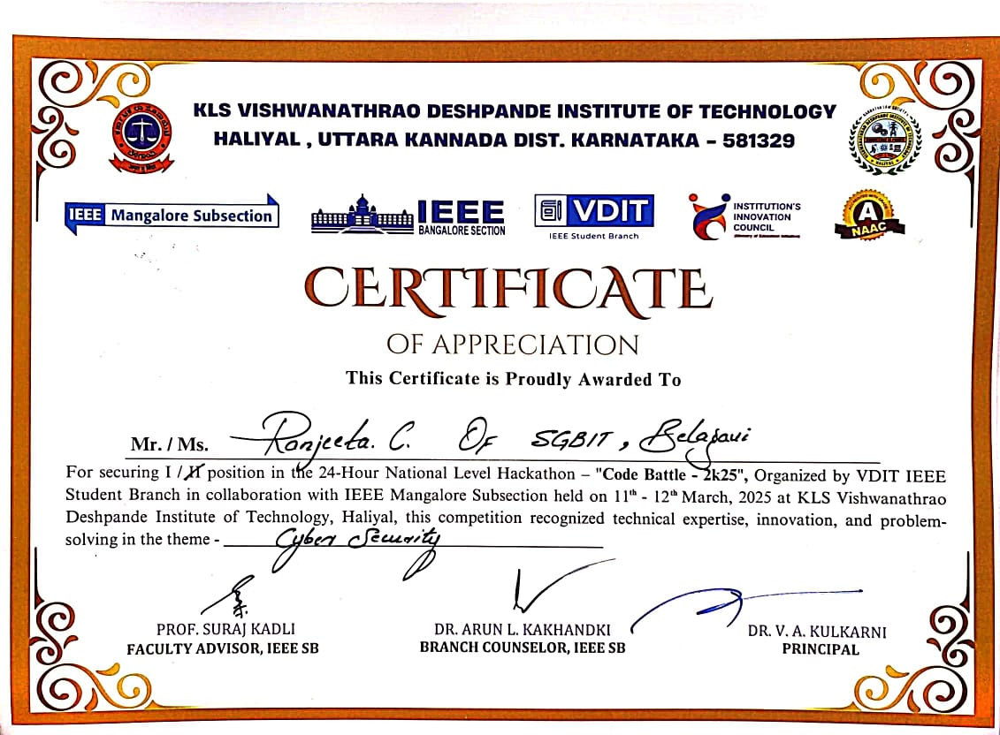 KLS VISHWANATHRAO DESHPANDE INSTITUTE OF TECHNOLOGY
HALIYAL , UTTARA KANNADA DIST. KARNATAKA – 581329
IEEE Mangalore Subsection
IEEE
BANGALORE SECTION
VDIT
IEEE Student Branch
INSTITUTION'S
INNOVATION
COUNCIL
(Ministry of Education Initiative)
A
NAAC
CERTIFICATE
OF APPRECIATION
This Certificate is Proudly Awarded To
Mr. / Ms. Ranjeeta. C. Of SGBIT, Belagavi
For securing I / II position in the 24-Hour National Level Hackathon – "Code Battle - 2k25", Organized by VDIT IEEE
Student Branch in collaboration with IEEE Mangalore Subsection held on 11th - 12th March, 2025 at KLS Vishwanathrao
Deshpande Institute of Technology, Haliyal, this competition recognized technical expertise, innovation, and problem-
solving in the theme - Cyber Security
PROF. SURAJ KADLI
FACULTY ADVISOR, IEEE SB
DR. ARUN L. KAKHANDKI
BRANCH COUNSELOR, IEEE SB
DR. V. A. KULKARNI
PRINCIPAL